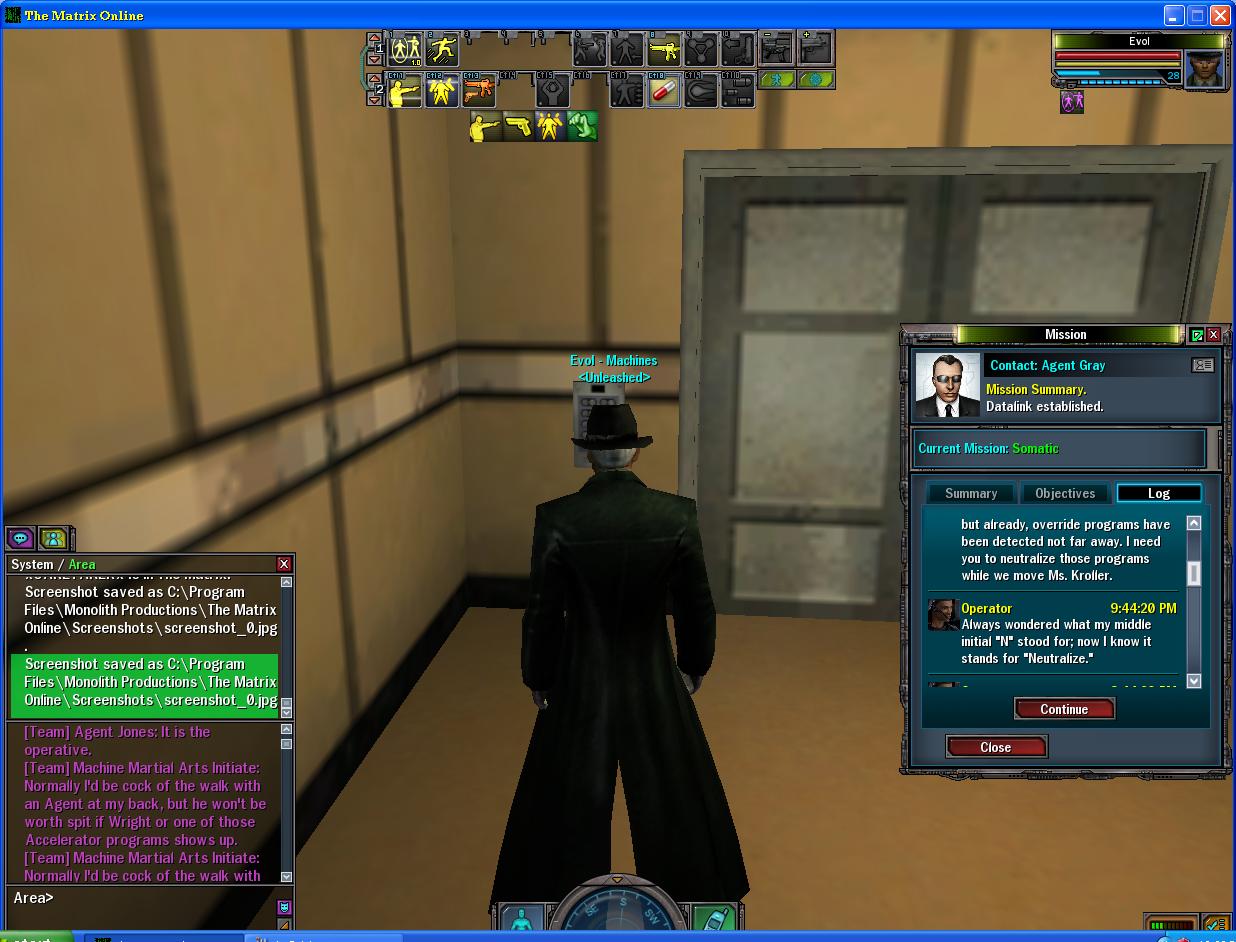 The Matrix Online
Evol
28
1
2
1.0
Evol - Machines
<Unleashed>
Mission
Contact: Agent Gray
Mission Summary.
Datalink established.
Current Mission: Somatic
Summary
Objectives
Log
but already, override programs have
been detected not far away. I need
you to neutralize those programs
while we move Ms. Kroller.
Operator 9:44:20 PM
Always wondered what my middle
initial "N" stood for; now I know it
stands for "Neutralize."
Continue
Close
System / Area
Screenshot saved as C:\Program
Files\Monolith Productions\The Matrix
Online\Screenshots\screenshot_0.jpg
.
Screenshot saved as C:\Program
Files\Monolith Productions\The Matrix
Online\Screenshots\screenshot_0.jpg
[Team] Agent Jones: It is the
operative.
[Team] Machine Martial Arts Initiate:
Normally I'd be cock of the walk with
an Agent at my back, but he won't be
worth spit if Wright or one of those
Accelerator programs shows up.
[Team] Machine Martial Arts Initiate:
Normally I'd be cock of the walk with
Area>
SE S SW